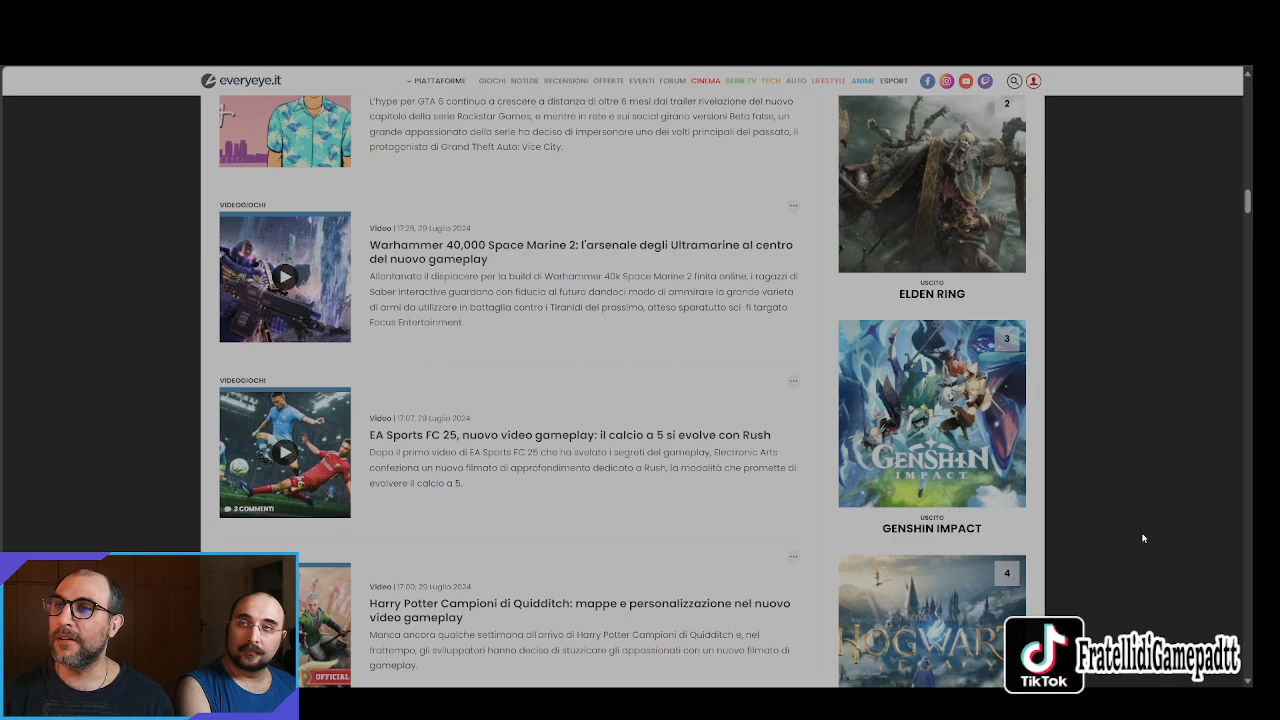 everyeye.it
PIATTAFORME GIOCHI NOTIZIE RECENSIONI OFFERTE EVENTI FORUM CINEMA SERIE TV TECH AUTO LIFESTYLE ANIME ESPORT
L'hype per GTA 6 continua a crescere a distanza di oltre 6 mesi dal trailer rivelazione del nuovo
capitolo della serie Rockstar Games, e mentre in rete e sui social girano versioni Beta false, un
grande appassionato della serie ha deciso di impersonare uno dei volti principali del passato, il
protagonista di Grand Theft Auto: Vice City.
VIDEOGIOCHI
Video | 17:26, 29 Luglio 2024
Warhammer 40,000 Space Marine 2: l'arsenale degli Ultramarine al centro
del nuovo gameplay
Allontanato il dispiacere per la build di Warhammer 40k Space Marine 2 finita online, i ragazzi di
Saber Interactive guardano con fiducia al futuro dandoci modo di ammirare la grande varietà
di armi da utilizzare in battaglia contro i Tiranidi del prossimo, atteso sparatutto sci-fi targato
Focus Entertainment.
VIDEOGIOCHI
3 COMMENTI
Video | 17:07, 29 Luglio 2024
EA Sports FC 25, nuovo video gameplay: il calcio a 5 si evolve con Rush
Dopo il primo video di EA Sports FC 25 che ha svelato i segreti del gameplay, Electronic Arts
confeziona un nuovo filmato di approfondimento dedicato a Rush, la modalità che promette di
evolvere il calcio a 5.
Video | 17:00, 29 Luglio 2024
Harry Potter Campioni di Quidditch: mappe e personalizzazione nel nuovo
video gameplay
Manca ancora qualche settimana all'arrivo di Harry Potter Campioni di Quidditch e, nel
frattempo, gli sviluppatori hanno deciso di stuzzicare gli appassionati con un nuovo filmato di
gameplay.
OFFICIAL
2
USCITO
ELDEN RING
3
GENSHIN
IMPACT
USCITO
GENSHIN IMPACT
4
HOGWARTS
LEGACY
TikTok
FratellidiGamepadtt